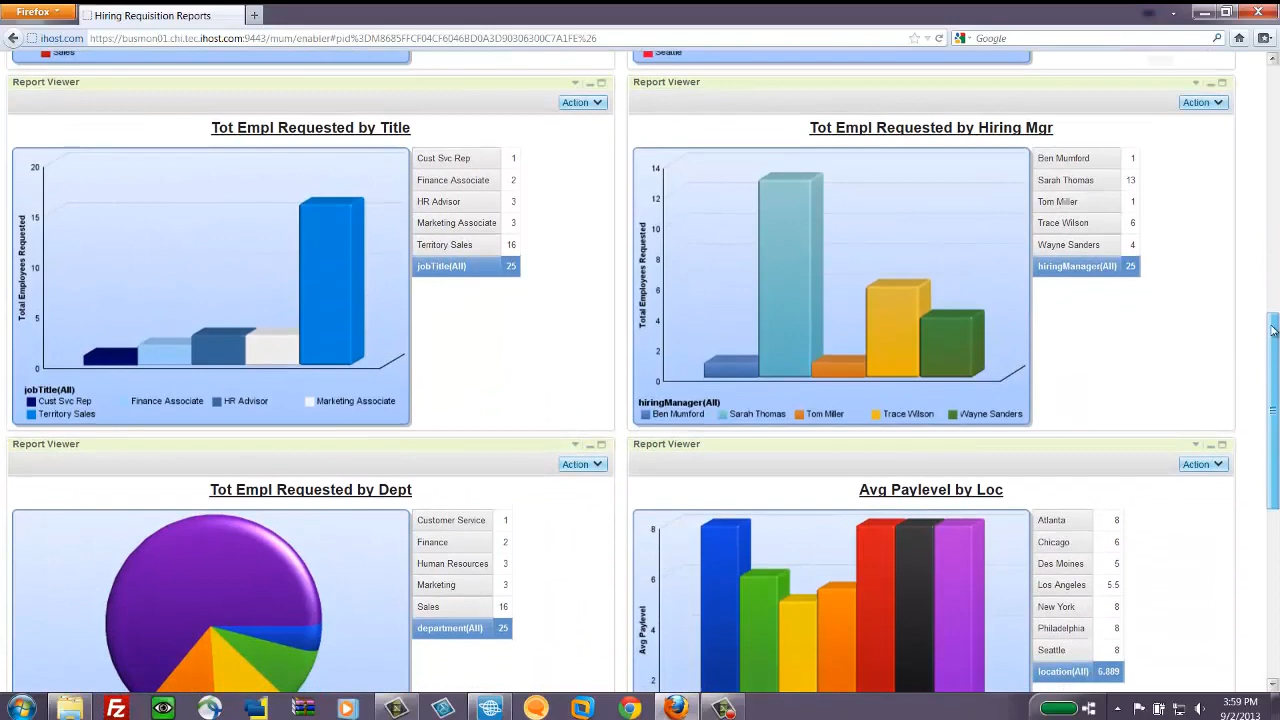 Firefox
Hiring Requisition Reports
ihost.com https://busmon01.chi.tec.ihost.com:9443/mum/enabler#pid%3DM8685FFCF04CF6046BD0A3D90306300C7A1FE%26
Google
Sales
Seattle
Report Viewer
Action
Tot Empl Requested by Title
Total Employees Requested
20
15
10
5
0
jobTitle(All)
Cust Svc Rep Finance Associate HR Advisor Marketing Associate
Territory Sales
Cust Svc Rep 1
Finance Associate 2
HR Advisor 3
Marketing Associate 3
Territory Sales 16
jobTitle(All) 25
Report Viewer
Action
Tot Empl Requested by Hiring Mgr
Total Employees Requested
14
12
10
8
6
4
2
0
hiringManager(All)
Ben Mumford Sarah Thomas Tom Miller Trace Wilson Wayne Sanders
Ben Mumford 1
Sarah Thomas 13
Tom Miller 1
Trace Wilson 6
Wayne Sanders 4
hiringManager(All) 25
Report Viewer
Action
Tot Empl Requested by Dept
Customer Service 1
Finance 2
Human Resources 3
Marketing 3
Sales 16
department(All) 25
Report Viewer
Action
Avg Paylevel by Loc
Avg Paylevel
8
6
4
2
Atlanta 8
Chicago 6
Des Moines 5
Los Angeles 5.5
New York 8
Philadelphia 8
Seattle 8
location(All) 6.889
3:59 PM
9/2/2013